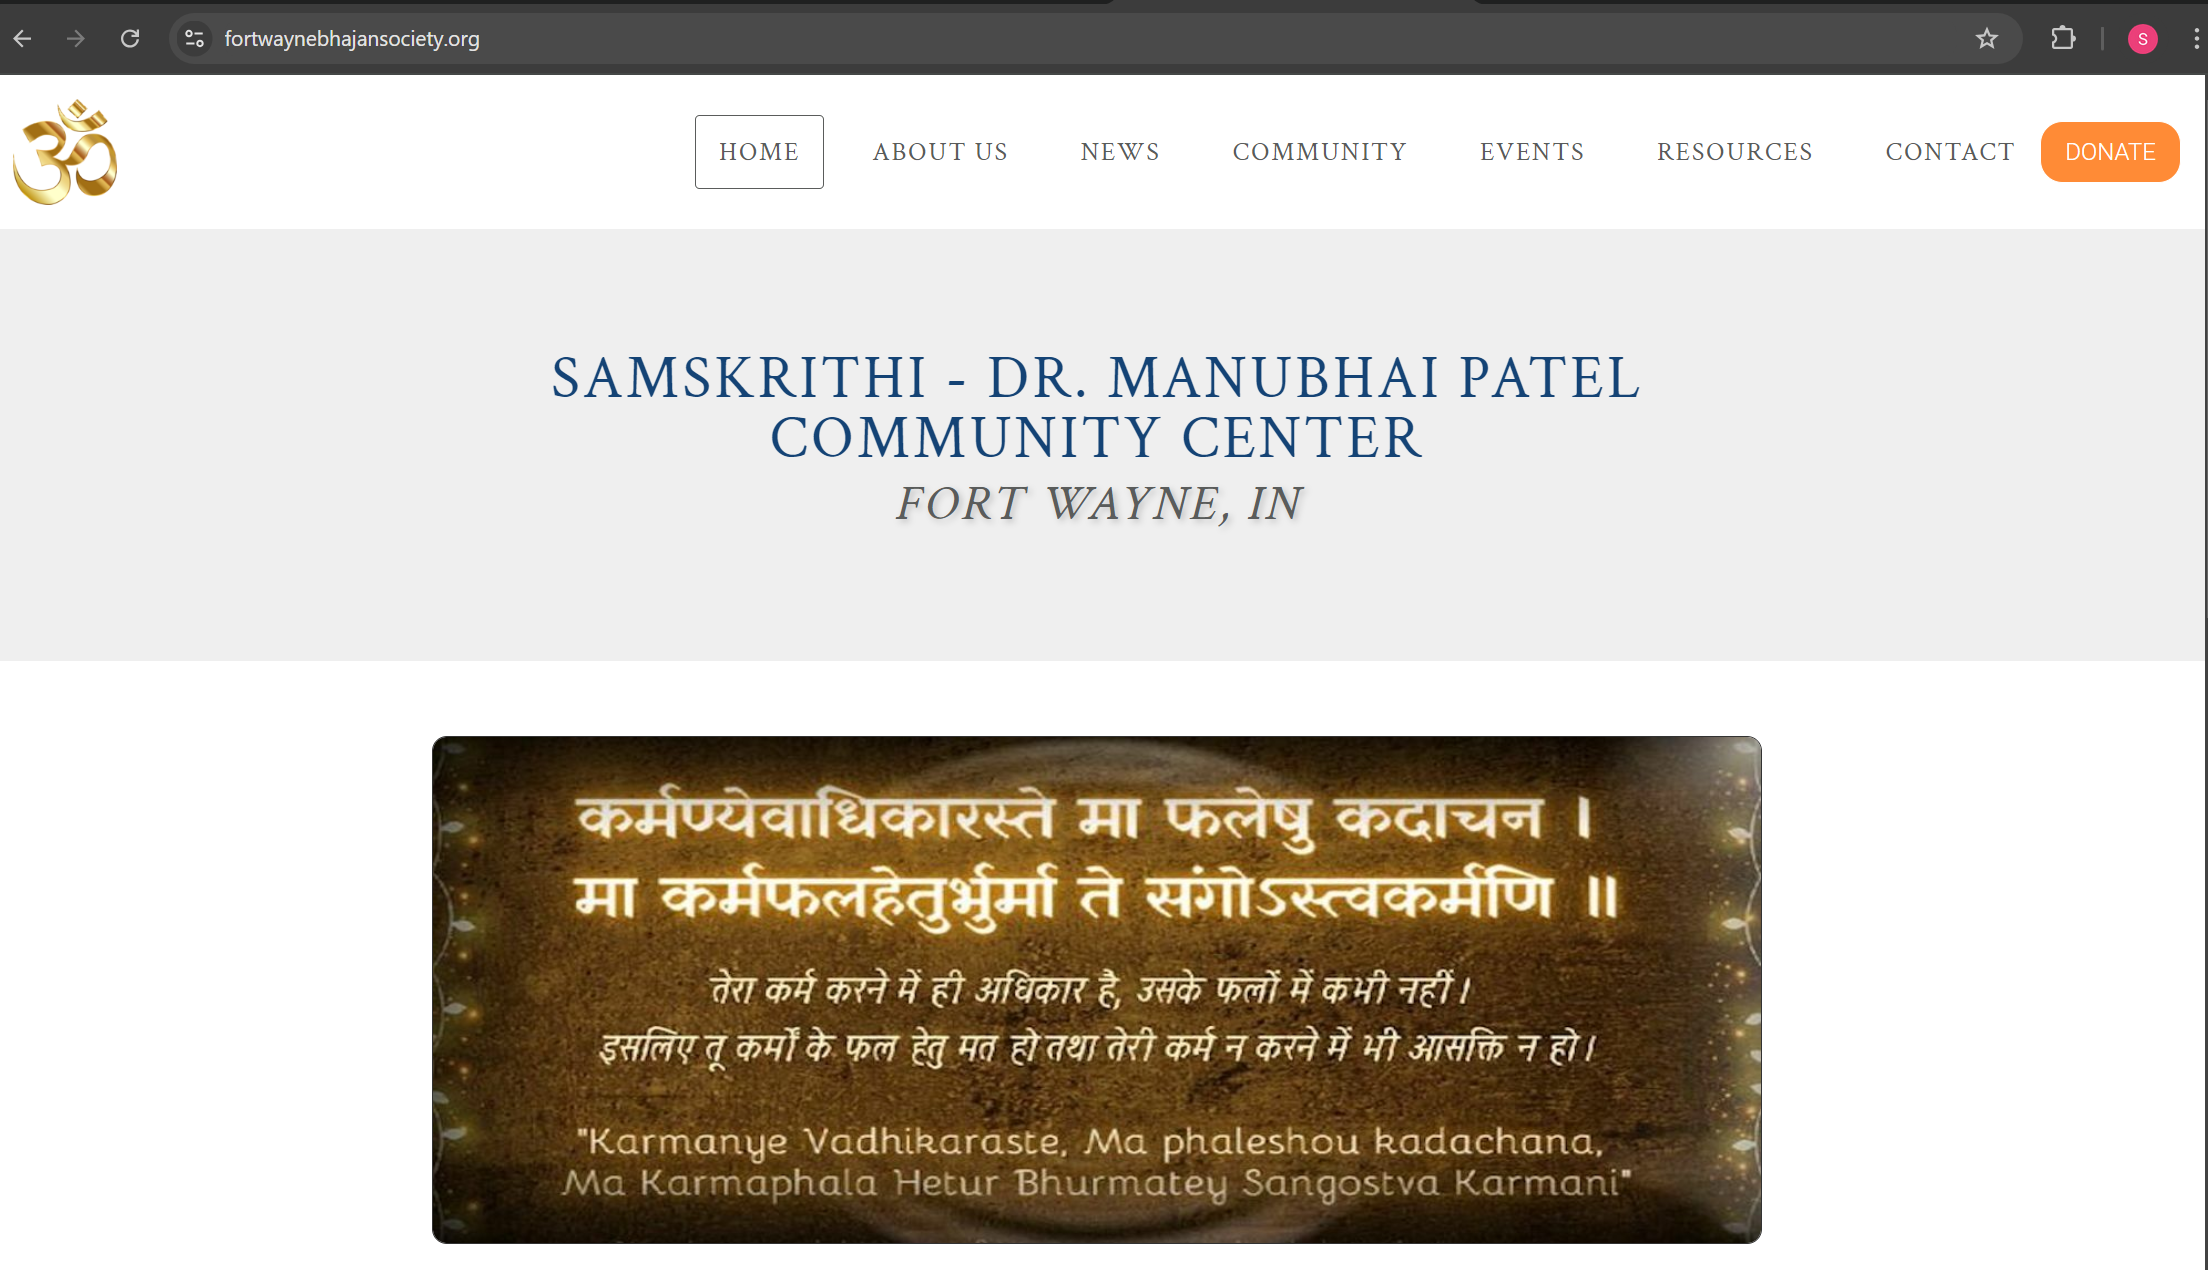 fortwaynebhajansociety.org
S
ॐ
HOME ABOUT US NEWS COMMUNITY EVENTS RESOURCES CONTACT DONATE
SAMSKRITHI - DR. MANUBHAI PATEL
COMMUNITY CENTER
FORT WAYNE, IN
कर्मण्येवाधिकारस्ते मा फलेषु कदाचन ।
मा कर्मफलहेतुर्भुर्मा ते संगोऽस्त्वकर्मणि ॥
तेरा कर्म करने में ही अधिकार है, उसके फलों में कभी नहीं।
इसलिए तू कर्मों के फल हेतु मत हो तथा तेरी कर्म न करने में भी आसक्ति न हो।
"Karmanye Vadhikaraste, Ma phaleshou kadachana,
Ma Karmaphala Hetur Bhurmatey Sangostva Karmani"